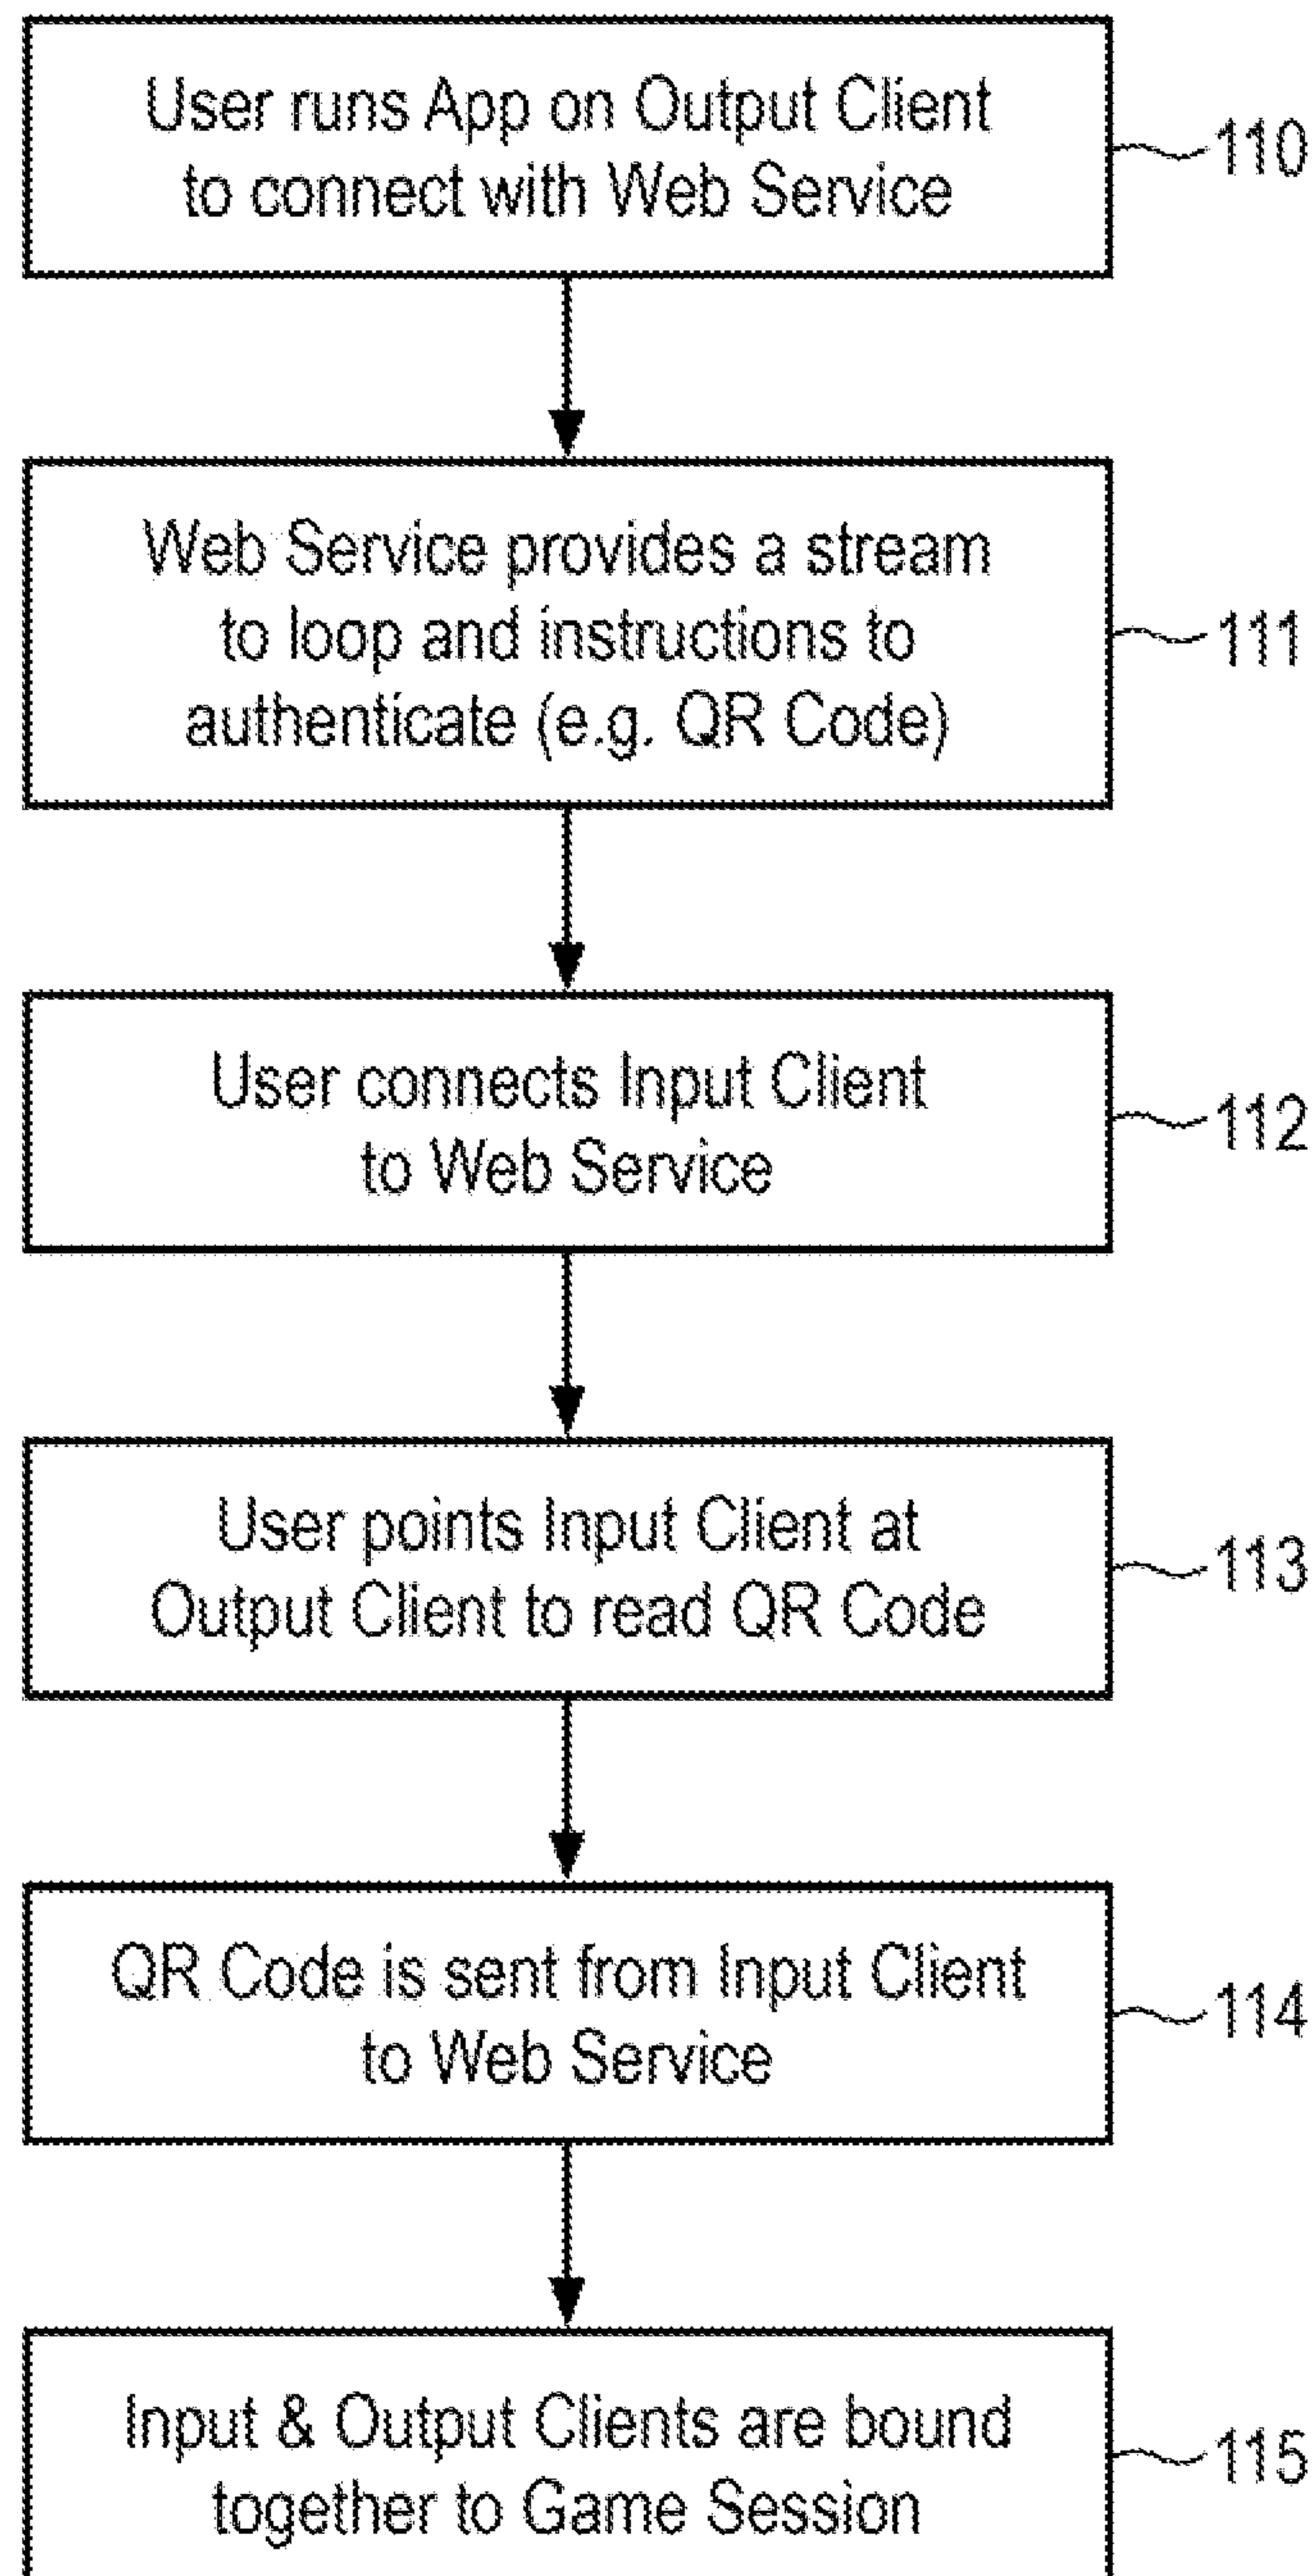 User runs App on Output Client
to connect with Web Service
110
Web Service provides a stream
to loop and instructions to
authenticate (e.g. QR Code)
111
User connects Input Client
to Web Service
112
User points Input Client at
Output Client to read QR Code
113
QR Code is sent from Input Client
to Web Service
114
Input & Output Clients are bound
together to Game Session
115